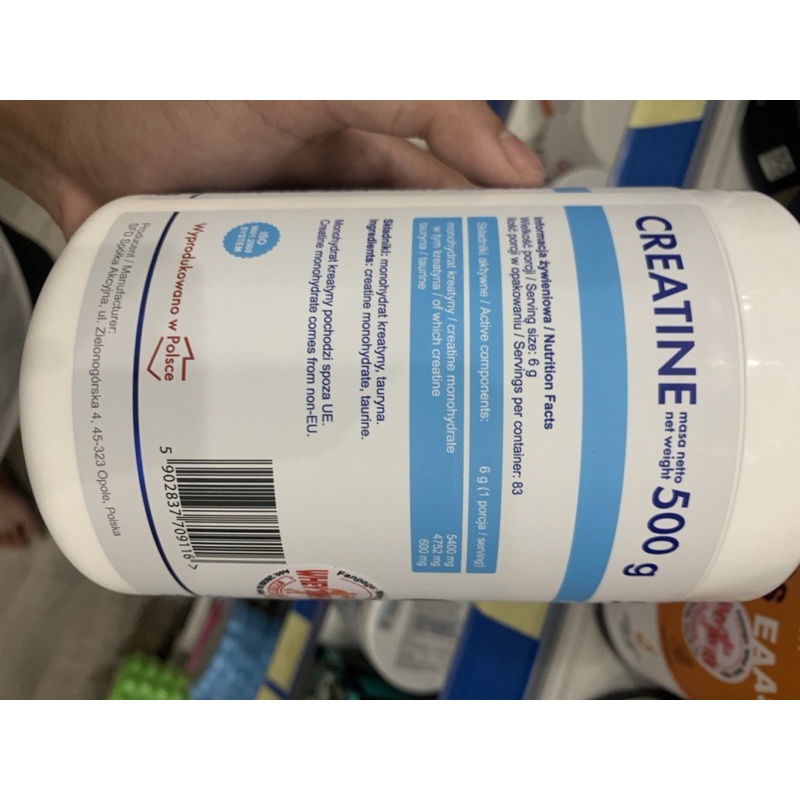 CREATINE
masa netto
net weight
500 g
Informacja żywieniowa / Nutrition Facts
Wielkość porcji / Serving size: 6 g
Ilość porcji w opakowaniu / Servings per container: 83
Składniki aktywne / Active components: 6 g (1 porcja / serving)
monohydrat kreatyny / creatine monohydrate 5400 mg
w tym kreatyna / of which creatine 4752 mg
tauryna / taurine 600 mg
Składniki: monohydrat kreatyny, tauryna.
Ingredients: creatine monohydrate, taurine.
Monohydrat kreatyny pochodzi spoza UE.
Creatine monohydrate comes from non-EU.
ISO
SYSTEM
Wyprodukowano w Polsce
Producent / Manufacturer:
SFD Spółka Akcyjna, ul. Zielonogórska 4, 45-323 Opole, Polska
5 902837 709116 >
EAA